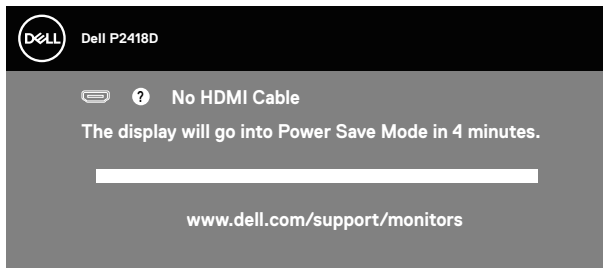 DELL
Dell P2418D
? No HDMI Cable
The display will go into Power Save Mode in 4 minutes.
www.dell.com/support/monitors